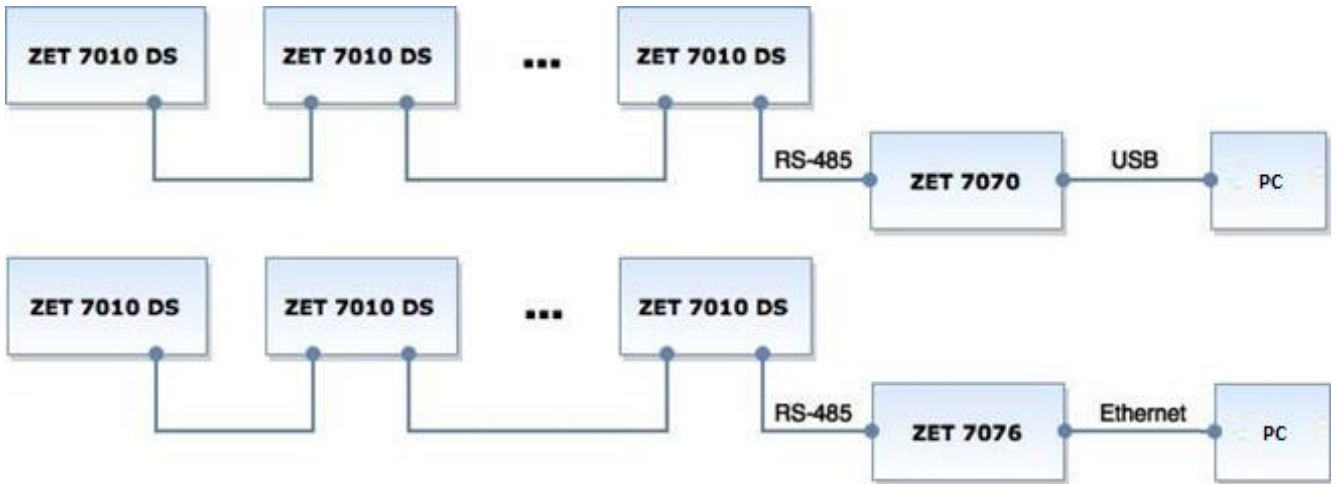 ZET 7010 DS ZET 7010 DS ... ZET 7010 DS
RS-485 USB
ZET 7070 PC
ZET 7010 DS ZET 7010 DS ... ZET 7010 DS
RS-485 Ethernet
ZET 7076 PC